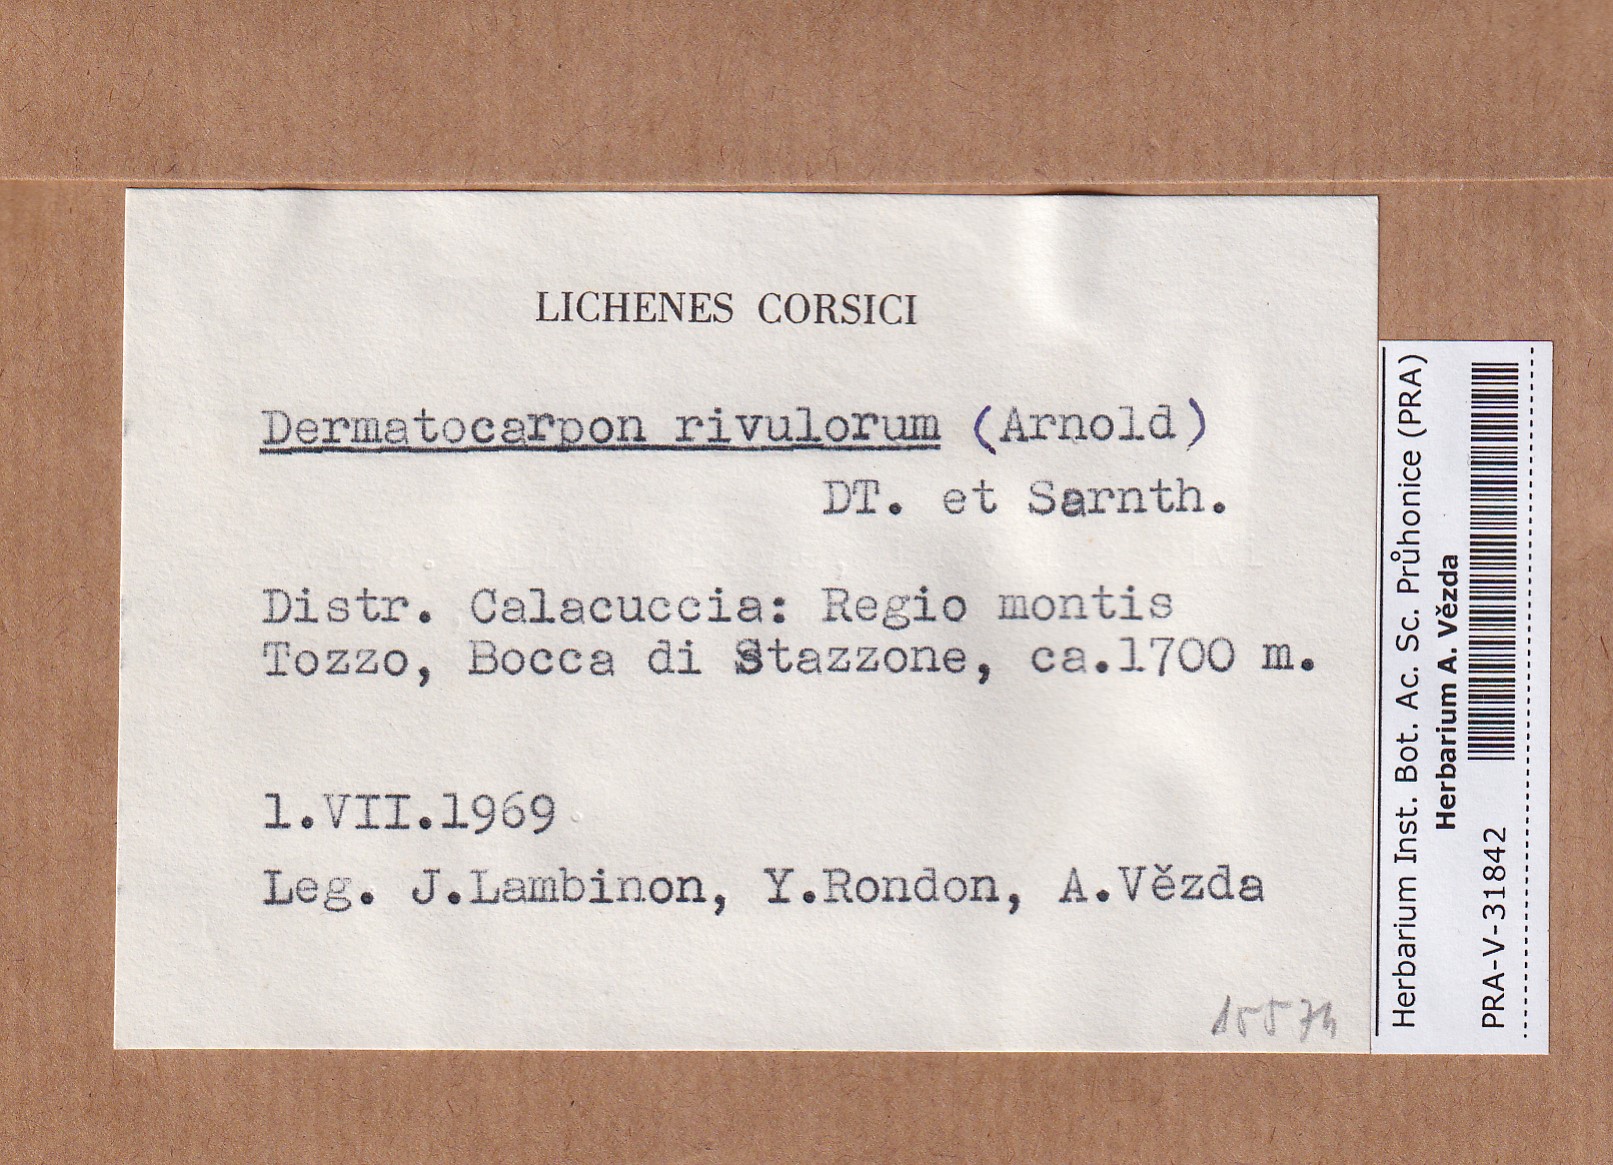 LICHENES CORSICI
Dermatocarpon rivulorum (Arnold)
DT. et Sarnth.
Distr. Calacuccia: Regio montis
Tozzo, Bocca di Stazzone, ca.1700 m.
1.VII.1969
Leg. J.Lambinon, Y.Rondon, A.Vězda
Herbarium Inst. Bot. Ac. Sc. Průhonice (PRA)
Herbarium A. Vězda
PRA-V-31842